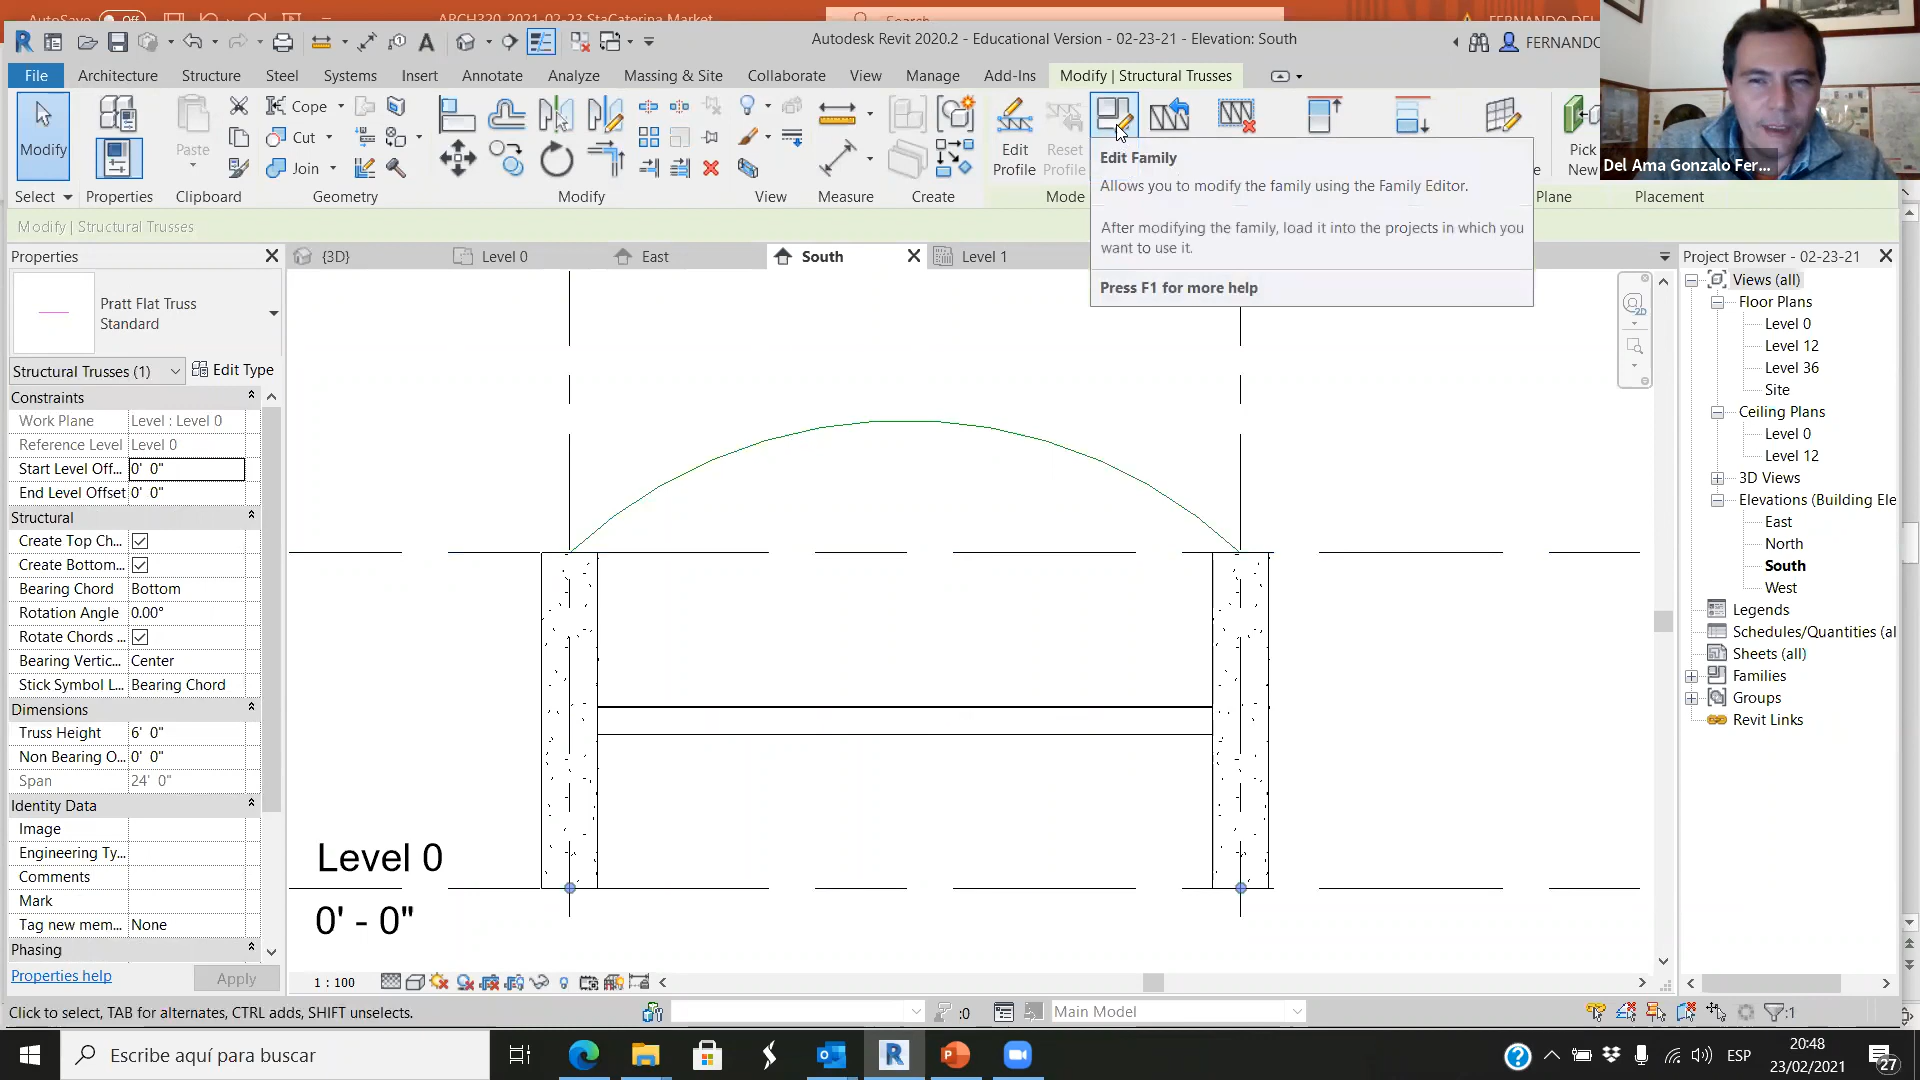 AutoSave Off
ARCH320_2021-02-23 StaCaterina Market
Search
FERNANDO DEL
Autodesk Revit 2020.2 - Educational Version - 02-23-21 - Elevation: South
FERNANDO
File Architecture Structure Steel Systems Insert Annotate Analyze Massing & Site Collaborate View Manage Add-Ins Modify | Structural Trusses
Modify
Paste
Cope
Cut
Join
Edit
Profile
Reset
Profile
Pick
New
Select Properties Clipboard Geometry Modify View Measure Create Mode Plane Placement
Del Ama Gonzalo Fer...
Edit Family
Allows you to modify the family using the Family Editor.
After modifying the family, load it into the projects in which you
want to use it.
Press F1 for more help
Modify | Structural Trusses
Properties
{3D}
Level 0
East
South
Level 1
Project Browser - 02-23-21
Pratt Flat Truss
Standard
Structural Trusses (1)
Edit Type
Constraints
Work Plane Level : Level 0
Reference Level Level 0
Start Level Off... 0' 0"
End Level Offset 0' 0"
Structural
Create Top Ch...
Create Bottom...
Bearing Chord Bottom
Rotation Angle 0.00°
Rotate Chords ...
Bearing Vertic... Center
Stick Symbol L... Bearing Chord
Dimensions
Truss Height 6' 0"
Non Bearing O... 0' 0"
Span 24' 0"
Identity Data
Image
Engineering Ty...
Comments
Mark
Tag new mem... None
Phasing
Properties help
Apply
Level 0
0' - 0"
2D
Views (all)
Floor Plans
Level 0
Level 12
Level 36
Site
Ceiling Plans
Level 0
Level 12
3D Views
Elevations (Building Ele
East
North
South
West
Legends
Schedules/Quantities (al
Sheets (all)
Families
Groups
Revit Links
1 : 100
Click to select, TAB for alternates, CTRL adds, SHIFT unselects.
:0
Main Model
:1
Escribe aquí para buscar
ESP
20:48
23/02/2021
27